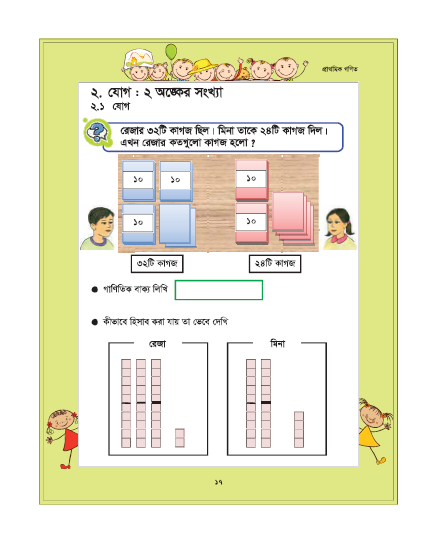 প্রাথমিক গণিত
২. যোগ : ২ অঙ্কের সংখ্যা
২.১ যোগ
রেজার ৩২টি কাগজ ছিল। মিনা তাকে ২৪টি কাগজ দিল।
এখন রেজার কতগুলো কাগজ হলো ?
১০ ১০ ১০
১০ ১০
৩২টি কাগজ ২৪টি কাগজ
● গাণিতিক বাক্য লিখি
● কীভাবে হিসাব করা যায় তা ভেবে দেখি
রেজা মিনা
১৭